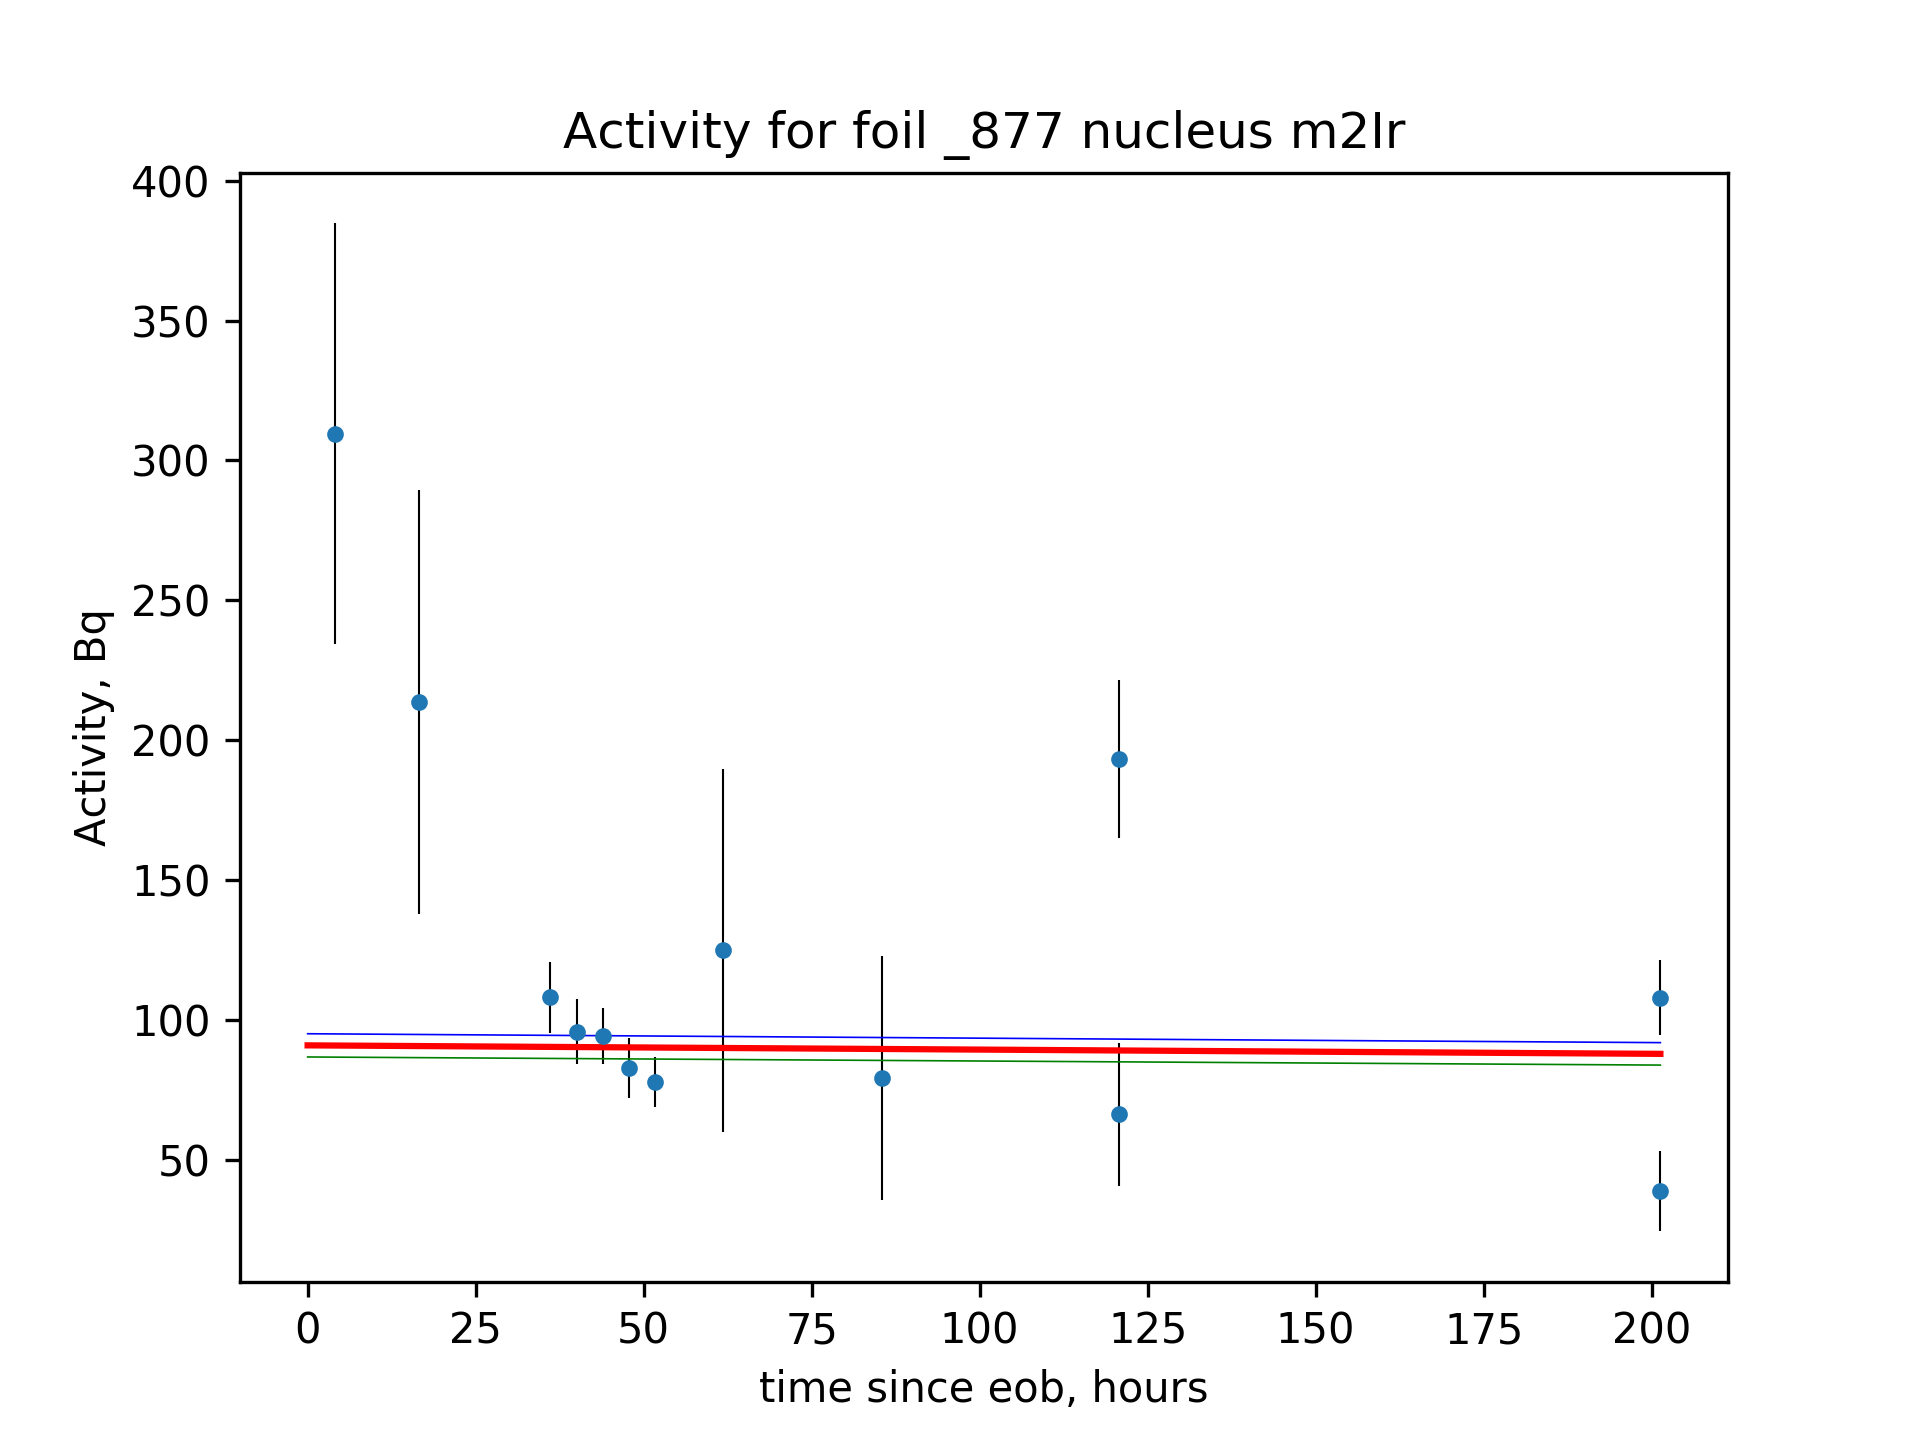 Activity for foil _877 nucleus m2Ir
400
350
300
250
200
150
100
50
Activity, Bq
0 25 50 75 100 125 150 175 200
time since eob, hours